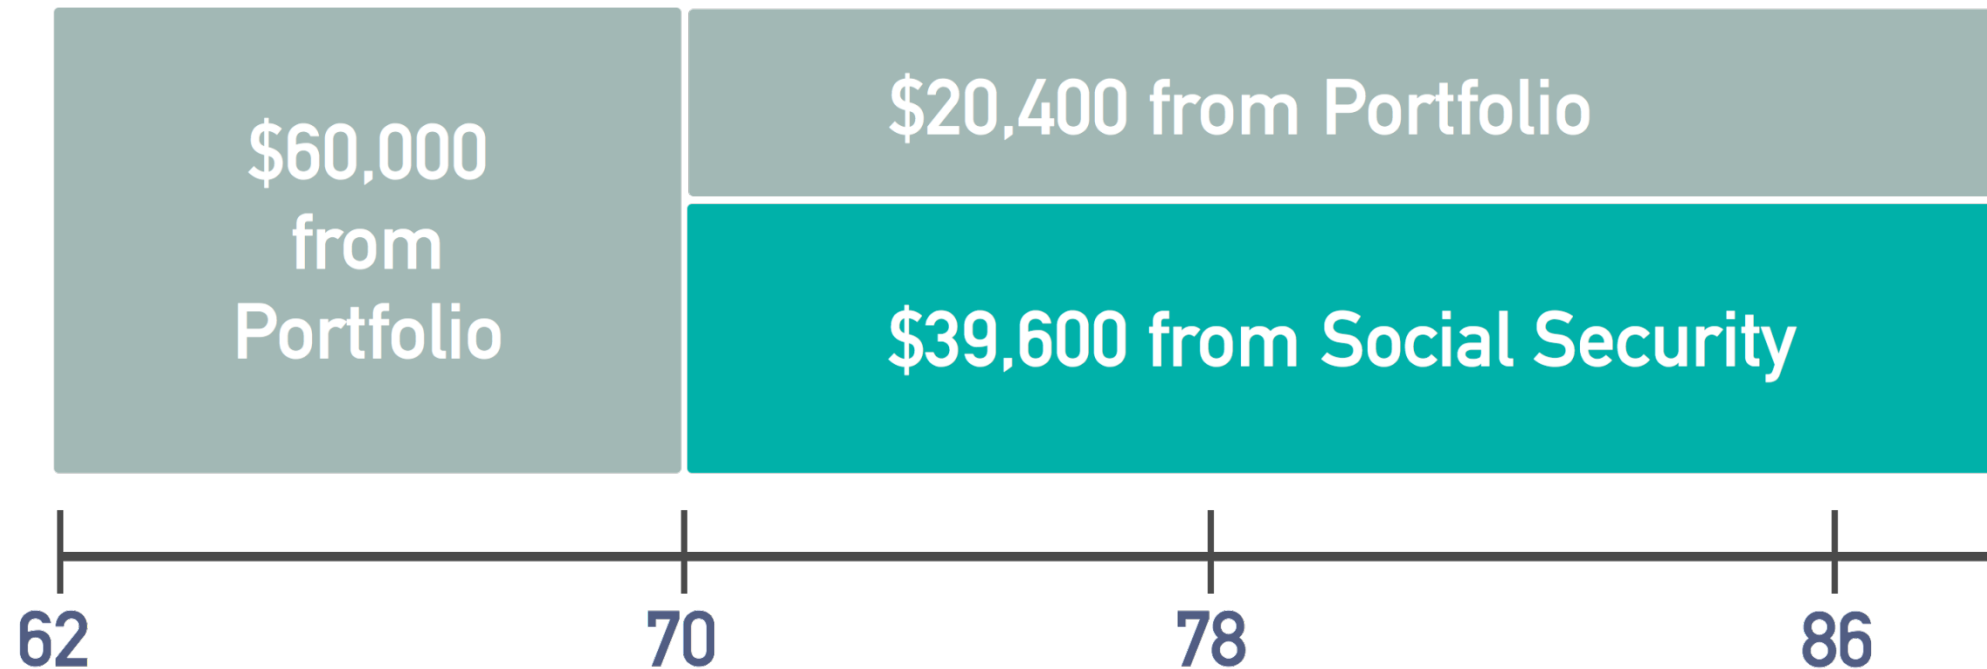 $60,000
from
Portfolio
$20,400 from Portfolio
$39,600 from Social Security
62
70
78
86